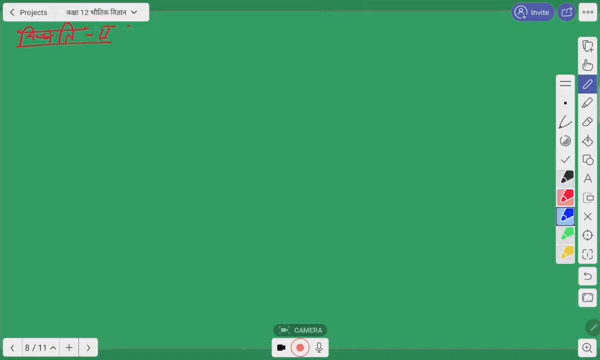 Projects कक्षा 12 भौतिक विज्ञान Invite
स्थिति - II
8 / 11
CAMERA